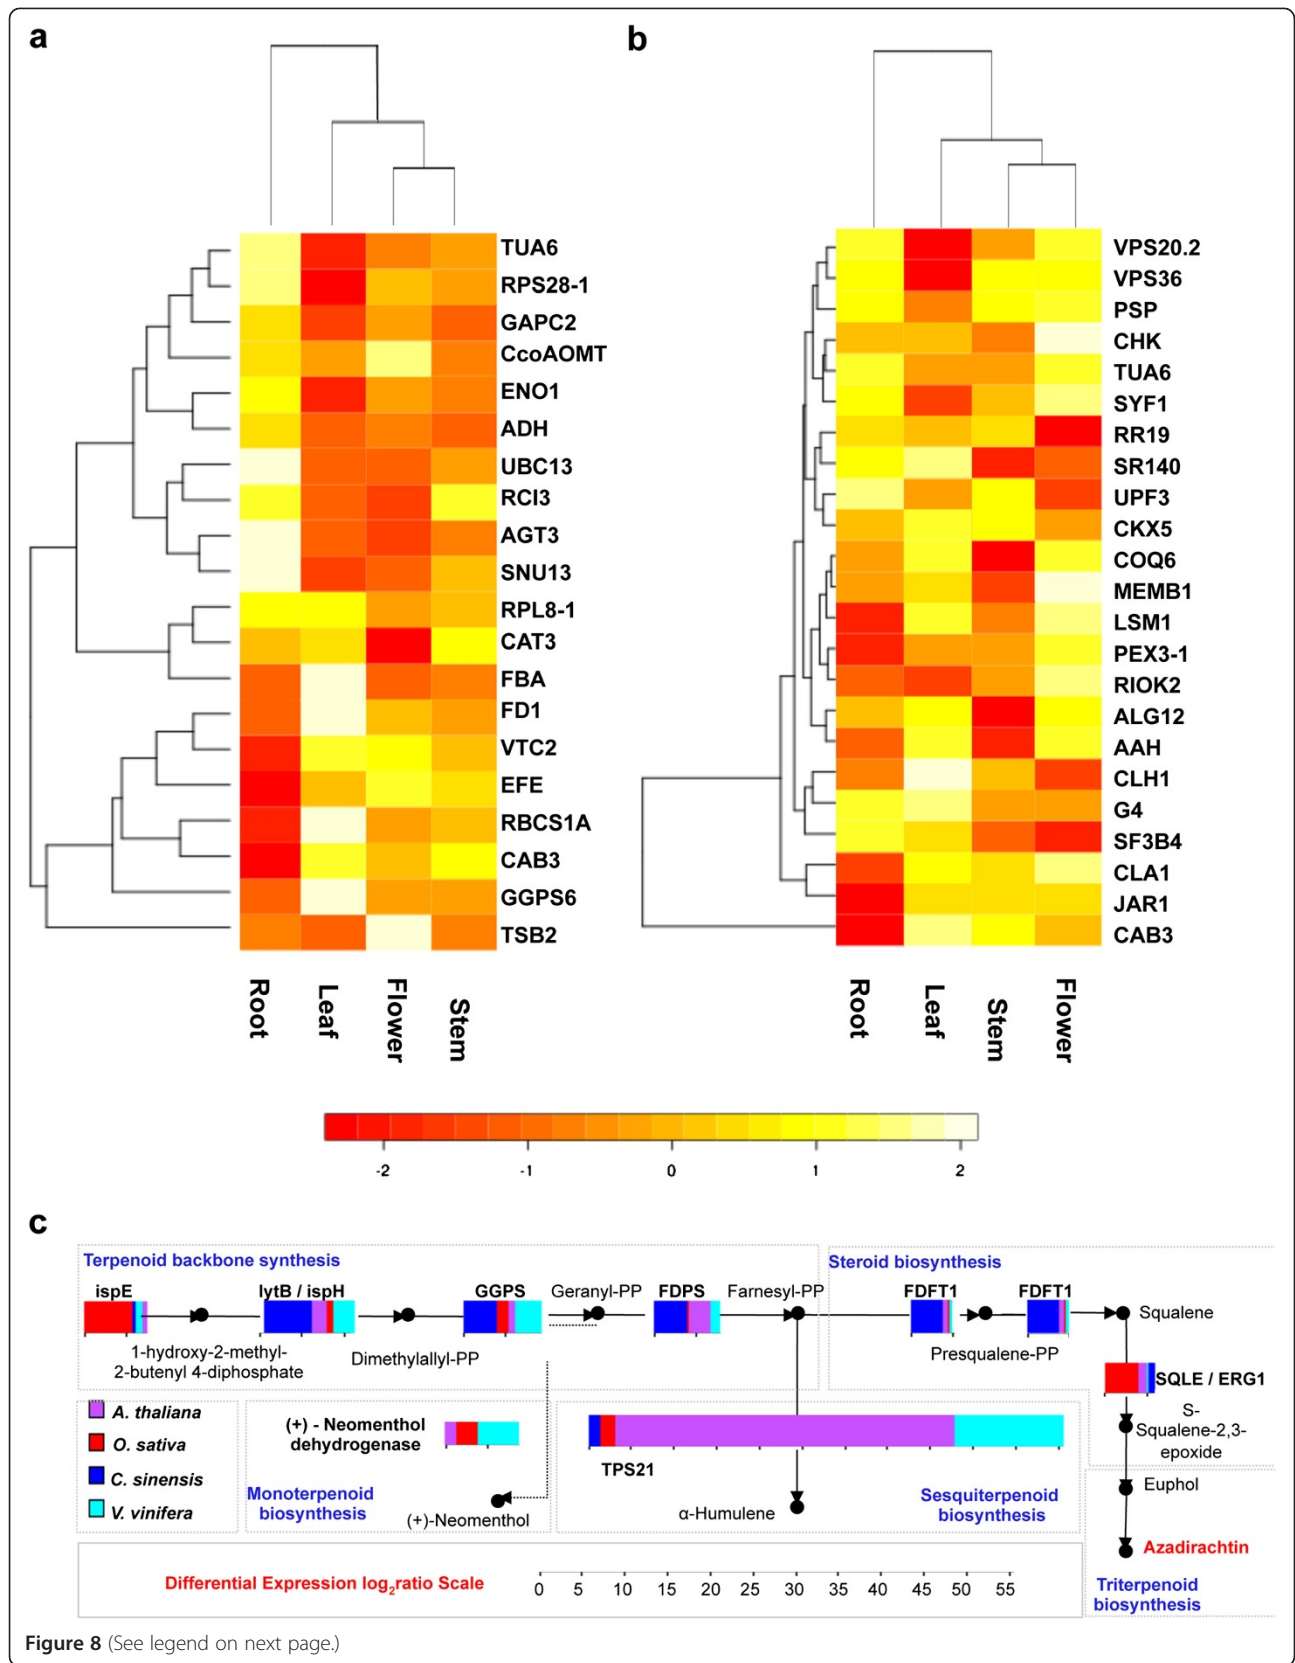 a
TUA6
RPS28-1
GAPC2
CcoAOMT
ENO1
ADH
UBC13
RCI3
AGT3
SNU13
RPL8-1
CAT3
FBA
FD1
VTC2
EFE
RBCS1A
CAB3
GGPS6
TSB2
Root
Leaf
Flower
Stem
b
VPS20.2
VPS36
PSP
CHK
TUA6
SYF1
RR19
SR140
UPF3
CKX5
COQ6
MEMB1
LSM1
PEX3-1
RIOK2
ALG12
AAH
CLH1
G4
SF3B4
CLA1
JAR1
CAB3
Root
Leaf
Stem
Flower
-2 -1 0 1 2
c
Terpenoid backbone synthesis
Steroid biosynthesis
ispE
lytB / ispH
GGPS
Geranyl-PP
FDPS
Farnesyl-PP
FDFT1
FDFT1
Squalene
1-hydroxy-2-methyl-
2-butenyl 4-diphosphate
Dimethylallyl-PP
Presqualene-PP
SQLE / ERG1
S-
Squalene-2,3-
epoxide
A. thaliana
O. sativa
C. sinensis
V. vinifera
(+) - Neomenthol
dehydrogenase
Monoterpenoid
biosynthesis
(+)-Neomenthol
TPS21
α-Humulene
Sesquiterpenoid
biosynthesis
Euphol
Azadirachtin
Triterpenoid
biosynthesis
Differential Expression log₂ratio Scale
0 5 10 15 20 25 30 35 40 45 50 55
Figure 8 (See legend on next page.)